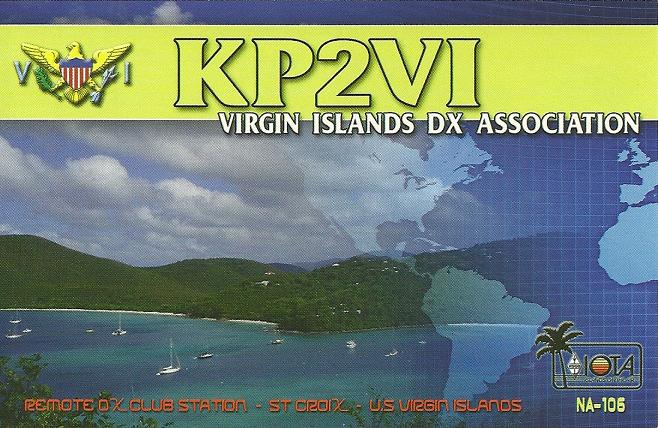 V I
KP2VI
VIRGIN ISLANDS DX ASSOCIATION
IOTA
REMOTE DX CLUB STATION - ST CROIX - U.S VIRGIN ISLANDS
NA-106